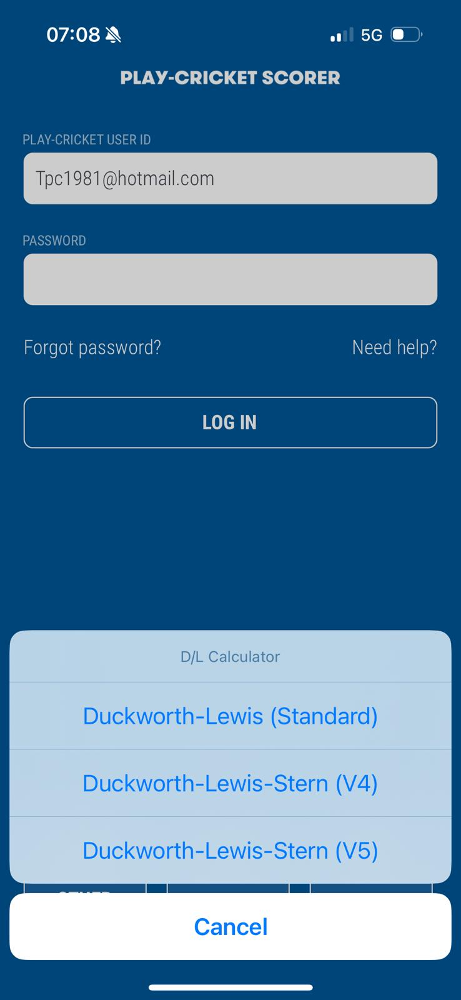 07:08
5G
PLAY-CRICKET SCORER
PLAY-CRICKET USER ID
Tpc1981@hotmail.com
PASSWORD
Forgot password? Need help?
LOG IN
D/L Calculator
Duckworth-Lewis (Standard)
Duckworth-Lewis-Stern (V4)
Duckworth-Lewis-Stern (V5)
Cancel